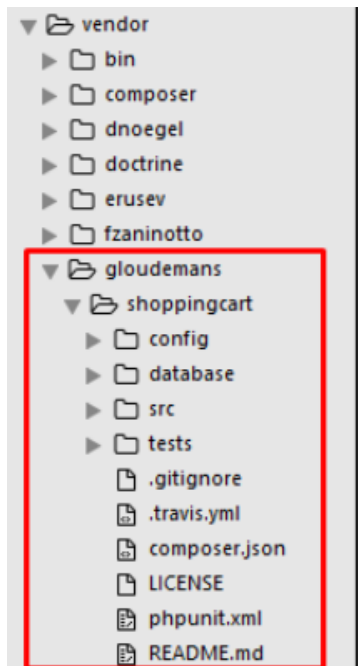 vendor
bin
composer
dnoegel
doctrine
erusev
fzaninotto
gloudemans
shoppingcart
config
database
src
tests
.gitignore
.travis.yml
composer.json
LICENSE
phpunit.xml
README.md